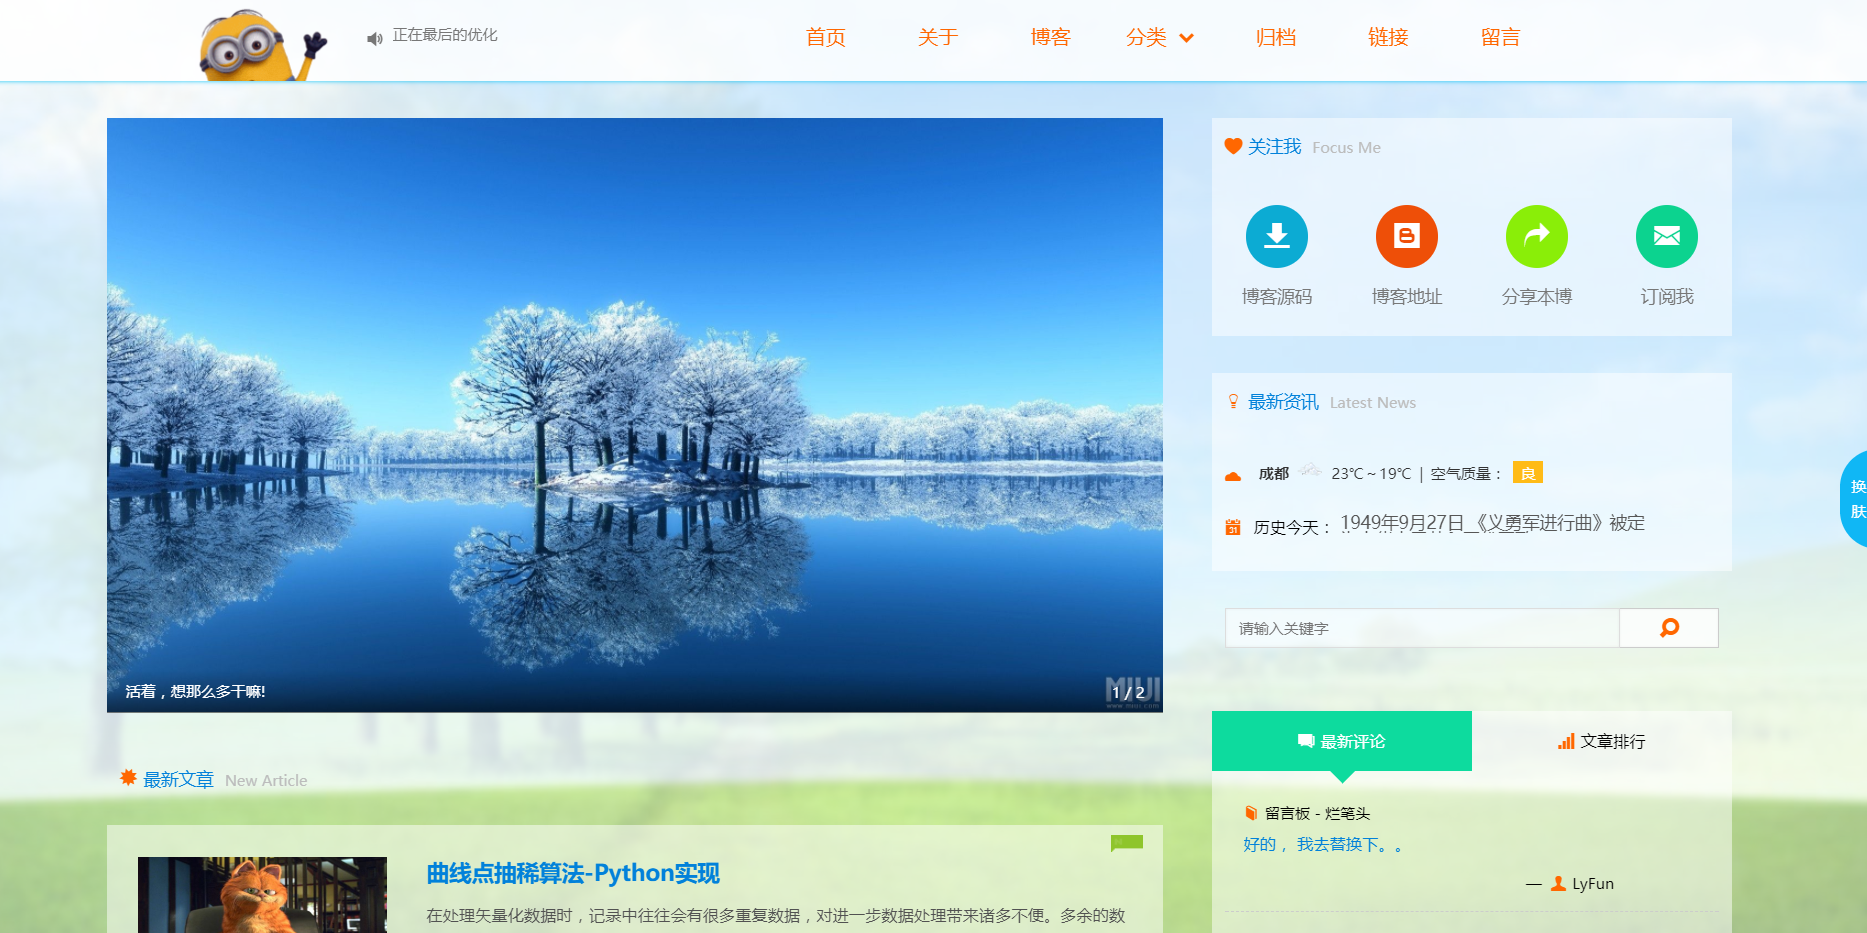 正在最后的优化
首页 关于 博客 分类 归档 链接 留言
关注我 Focus Me
博客源码 博客地址 分享本博 订阅我
最新资讯 Latest News
成都 23℃~19℃ | 空气质量： 良
历史今天： 1949年9月27日 《义勇军进行曲》被定
换肤
请输入关键字
活着，想那么多干嘛!
MIUI
1 / 2
最新评论 文章排行
留言板 - 烂笔头
好的， 我去替换下。。
— LyFun
最新文章 New Article
曲线点抽稀算法-Python实现
在处理矢量化数据时，记录中往往会有很多重复数据，对进一步数据处理带来诸多不便。多余的数